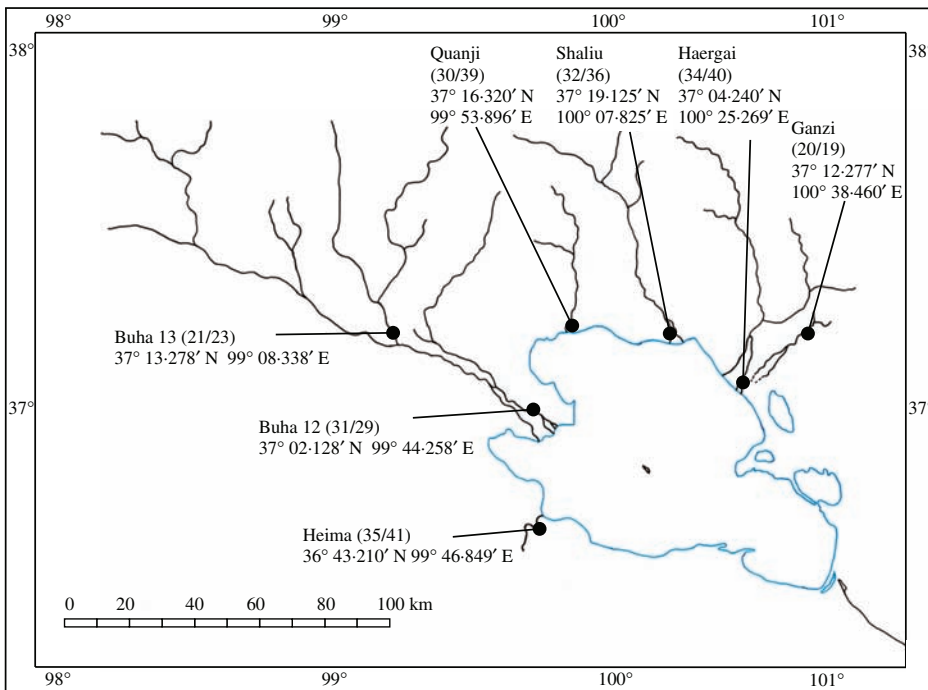 98°
99°
100°
101°
38°
38°
Quanji
(30/39)
37° 16·320′ N
99° 53·896′ E
Shaliu
(32/36)
37° 19·125′ N
100° 07·825′ E
Haergai
(34/40)
37° 04·240′ N
100° 25·269′ E
Ganzi
(20/19)
37° 12·277′ N
100° 38·460′ E
Buha 13 (21/23)
37° 13·278′ N 99° 08·338′ E
37°
37°
Buha 12 (31/29)
37° 02·128′ N 99° 44·258′ E
Heima (35/41)
36° 43·210′ N 99° 46·849′ E
0 20 40 60 80 100 km
98°
99°
100°
101°